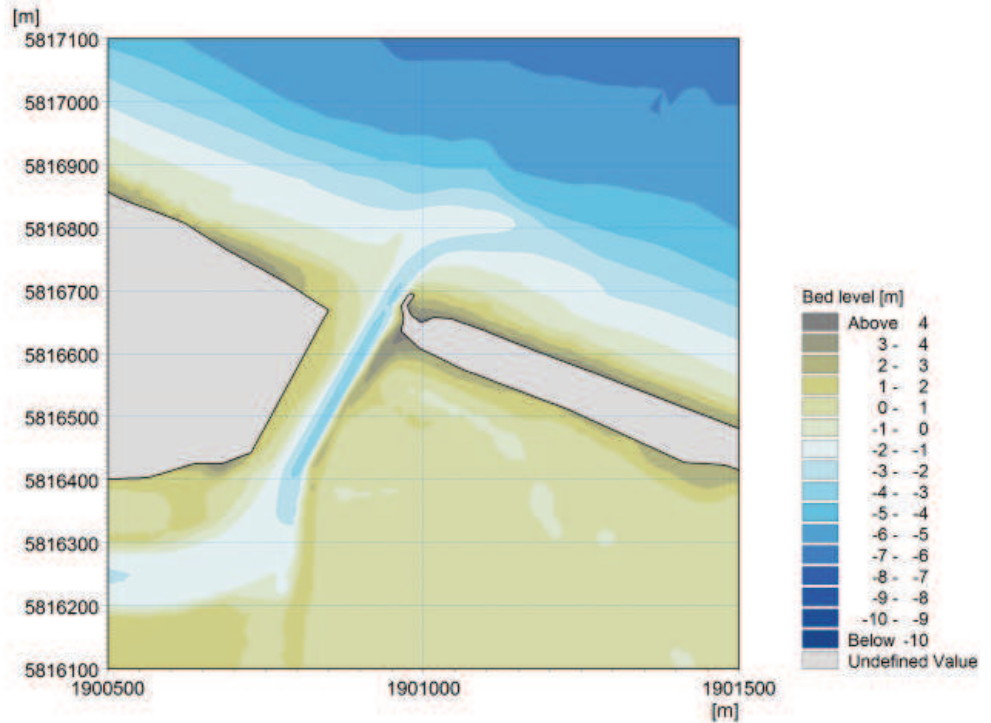 [m]
5817100
5817000
5816900
5816800
5816700
5816600
5816500
5816400
5816300
5816200
5816100
1900500 1901000 1901500
[m]
Bed level [m]
Above 4
3 - 4
2 - 3
1 - 2
0 - 1
-1 - 0
-2 - -1
-3 - -2
-4 - -3
-5 - -4
-6 - -5
-7 - -6
-8 - -7
-9 - -8
-10 - -9
Below -10
Undefined Value